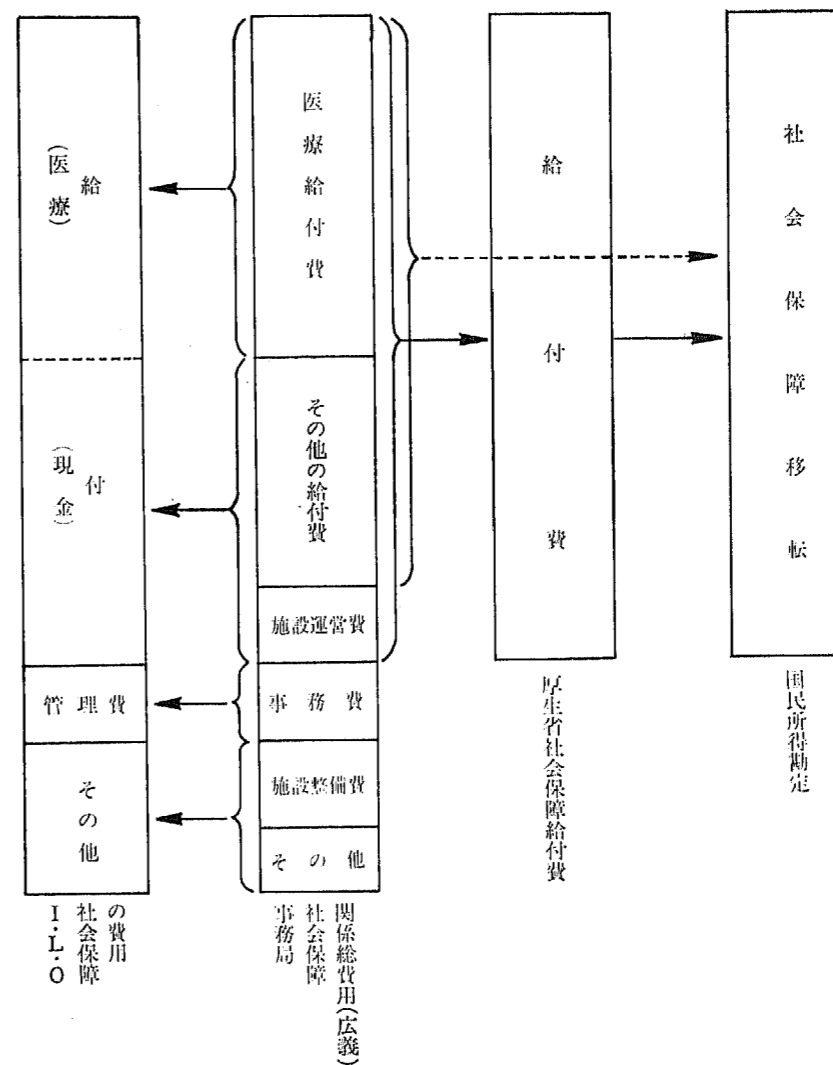 給付
(医療)
(現金)
管理費
その他
I・L・O
社会保障
の費用
医療給付費
その他の給付費
施設運営費
事務費
施設整備費
その他
事務局
社会保障
関係総費用(広義)
給付費
厚生省社会保障給付費
社会保障移転
国民所得勘定